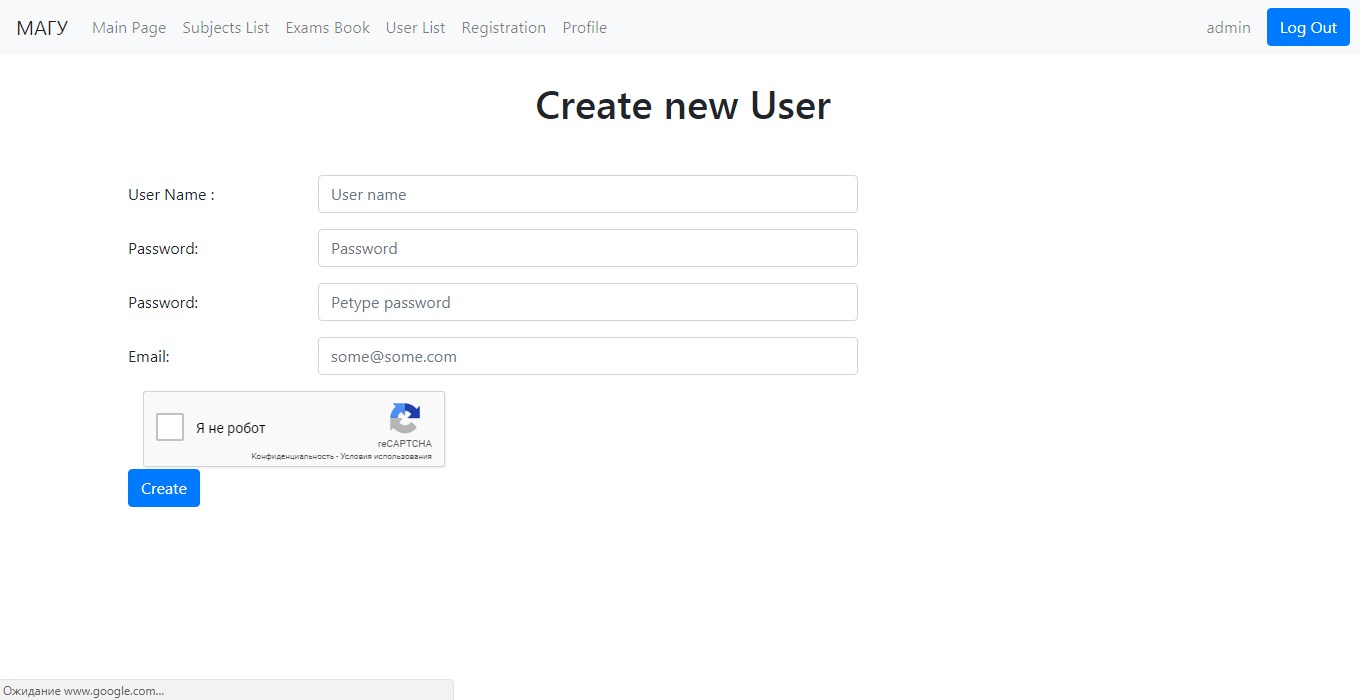 МАГУ Main Page Subjects List Exams Book User List Registration Profile admin Log Out
Create new User
User Name : User name
Password: Password
Password: Petype password
Email: some@some.com
Я не робот
reCAPTCHA
Конфиденциальность - Условия использования
Create
Ожидание www.google.com...